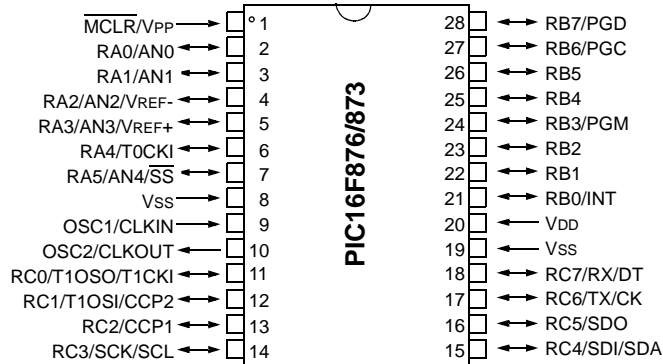 MCLR/VPP 1 28 RB7/PGD
RA0/AN0 2 27 RB6/PGC
RA1/AN1 3 26 RB5
RA2/AN2/VREF- 4 25 RB4
RA3/AN3/VREF+ 5 24 RB3/PGM
RA4/T0CKI 6 23 RB2
RA5/AN4/SS 7 22 RB1
VSS 8 21 RB0/INT
OSC1/CLKIN 9 20 VDD
OSC2/CLKOUT 10 19 VSS
RC0/T1OSO/T1CKI 11 18 RC7/RX/DT
RC1/T1OSI/CCP2 12 17 RC6/TX/CK
RC2/CCP1 13 16 RC5/SDO
RC3/SCK/SCL 14 15 RC4/SDI/SDA
PIC16F876/873